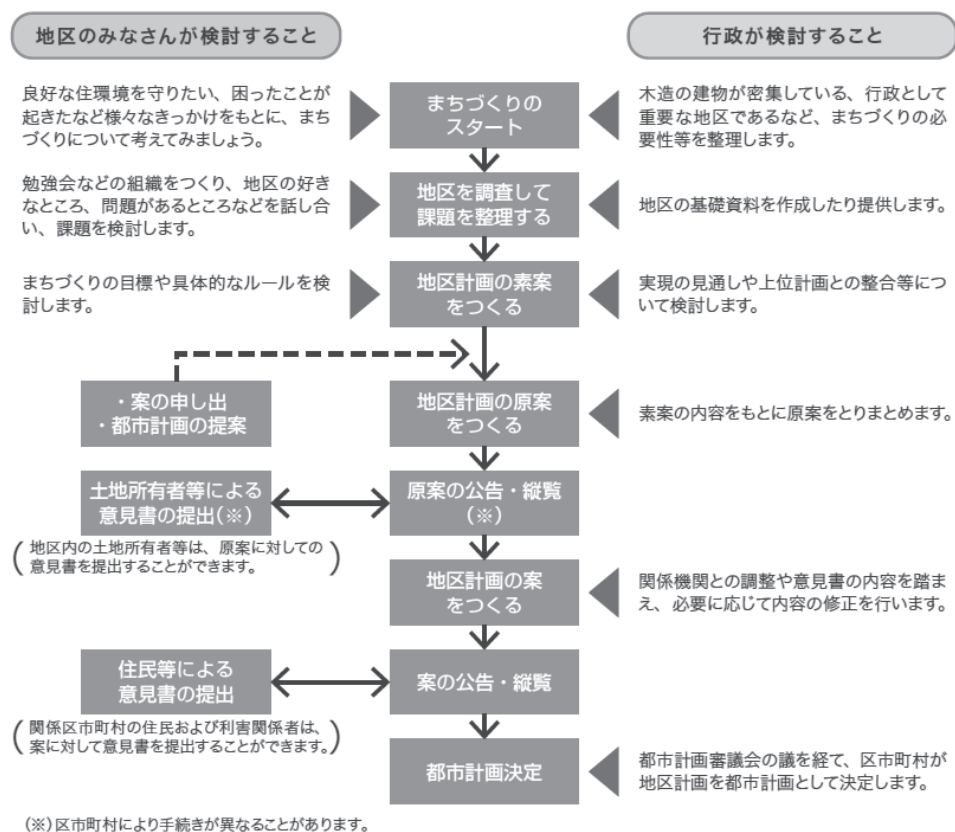 地区のみなさんが検討すること
行政が検討すること
良好な住環境を守りたい、困ったことが
起きたなど様々なきっかけをもとに、まち
づくりについて考えてみましょう。
まちづくりの
スタート
木造の建物が密集している、行政として
重要な地区であるなど、まちづくりの必
要性等を整理します。
勉強会などの組織をつくり、地区の好き
なところ、問題があるところなどを話し合
い、課題を検討します。
地区を調査して
課題を整理する
地区の基礎資料を作成したり提供します。
まちづくりの目標や具体的なルールを検
討します。
地区計画の素案
をつくる
実現の見通しや上位計画との整合等につ
いて検討します。
・案の申し出
・都市計画の提案
地区計画の原案
をつくる
素案の内容をもとに原案をとりまとめます。
土地所有者等による
意見書の提出(※)
原案の公告・縦覧
(※)
(地区内の土地所有者等は、原案に対しての
意見書を提出することができます。)
地区計画の案
をつくる
関係機関との調整や意見書の内容を踏ま
え、必要に応じて内容の修正を行います。
住民等による
意見書の提出
案の公告・縦覧
(関係区市町村の住民および利害関係者は、
案に対して意見書を提出することができます。)
都市計画決定
都市計画審議会の議を経て、区市町村が
地区計画を都市計画として決定します。
(※)区市町村により手続きが異なることがあります。